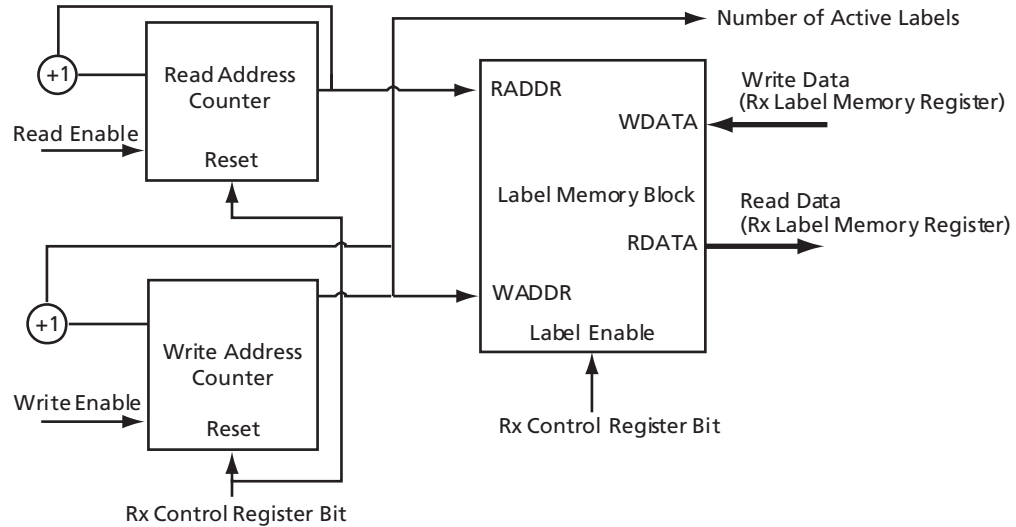 Number of Active Labels
+1
Read Address
Counter
Read Enable
Reset
RADDR
Write Data
(Rx Label Memory Register)
WDATA
Label Memory Block
Read Data
(Rx Label Memory Register)
RDATA
WADDR
Label Enable
+1
Write Address
Counter
Write Enable
Reset
Rx Control Register Bit
Rx Control Register Bit